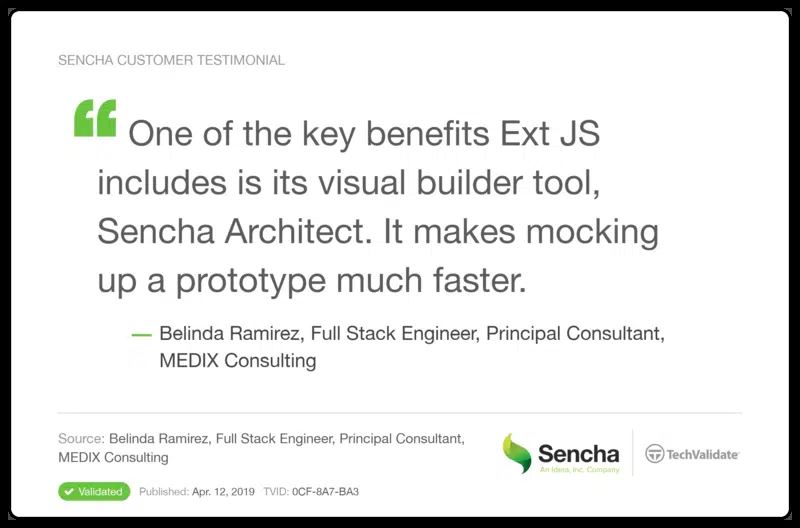 SENCHA CUSTOMER TESTIMONIAL
“ One of the key benefits Ext JS
includes is its visual builder tool,
Sencha Architect. It makes mocking
up a prototype much faster.
— Belinda Ramirez, Full Stack Engineer, Principal Consultant,
MEDIX Consulting
Source: Belinda Ramirez, Full Stack Engineer, Principal Consultant,
MEDIX Consulting
Validated Published: Apr. 12, 2019 TVID: 0CF-8A7-BA3
Sencha
An Idera, Inc. Company
TechValidate